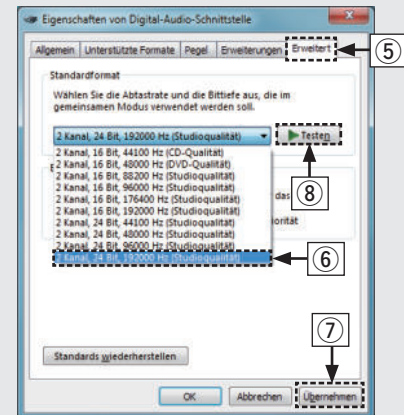 Eigenschaften von Digital-Audio-Schnittstelle
Allgemein Unterstützte Formate Pegel Erweiterungen Erweitert
⑤
Standardformat
Wählen Sie die Abtastrate und die Bittiefe aus, die im
gemeinsamen Modus verwendet werden soll.
2 Kanal, 24 Bit, 192000 Hz (Studioqualität) Testen
2 Kanal, 16 Bit, 44100 Hz (CD-Qualität)
2 Kanal, 16 Bit, 48000 Hz (DVD-Qualität)
2 Kanal, 16 Bit, 88200 Hz (Studioqualität)
2 Kanal, 16 Bit, 96000 Hz (Studioqualität)
2 Kanal, 16 Bit, 176400 Hz (Studioqualität)
2 Kanal, 16 Bit, 192000 Hz (Studioqualität)
2 Kanal, 24 Bit, 44100 Hz (Studioqualität)
2 Kanal, 24 Bit, 48000 Hz (Studioqualität)
2 Kanal, 24 Bit, 96000 Hz (Studioqualität)
2 Kanal, 24 Bit, 192000 Hz (Studioqualität)
das
⑧
⑥
⑦
Standards wiederherstellen
OK Abbrechen Übernehmen